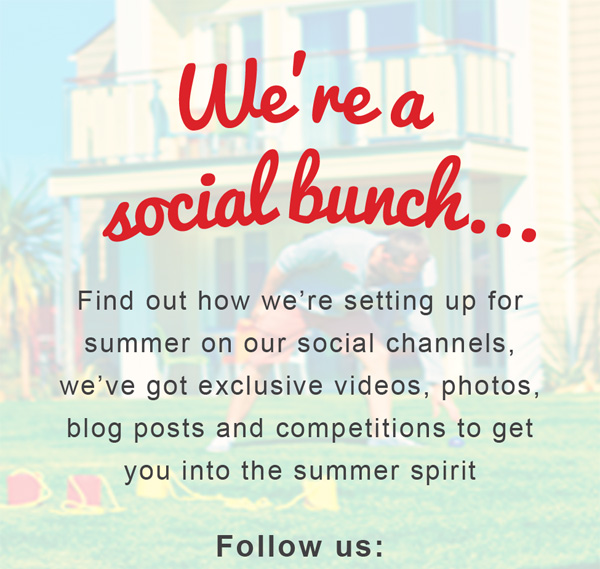 We're a
social bunch...
Find out how we’re setting up for
summer on our social channels,
we’ve got exclusive videos, photos,
blog posts and competitions to get
you into the summer spirit
Follow us: